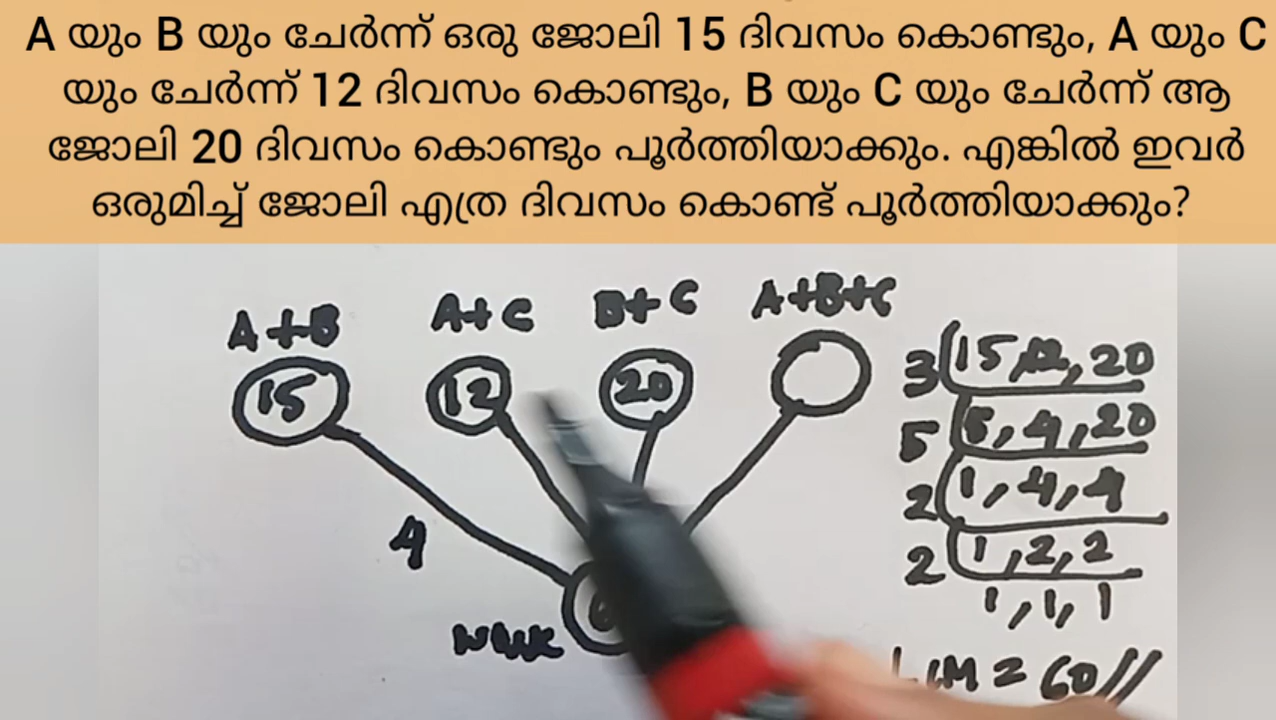 A യും B യും ചേർന്ന് ഒരു ജോലി 15 ദിവസം കൊണ്ടും, A യും C
യും ചേർന്ന് 12 ദിവസം കൊണ്ടും, B യും C യും ചേർന്ന് ആ
ജോലി 20 ദിവസം കൊണ്ടും പൂർത്തിയാക്കും. എങ്കിൽ ഇവർ
ഒരുമിച്ച് ജോലി എത്ര ദിവസം കൊണ്ട് പൂർത്തിയാക്കും?
A+B A+C B+C A+B+C
15 12 20
3 15, 12, 20
5 5, 4, 20
2 1, 4, 4
2 1, 2, 2
1, 1, 1
4
LCM = 60//